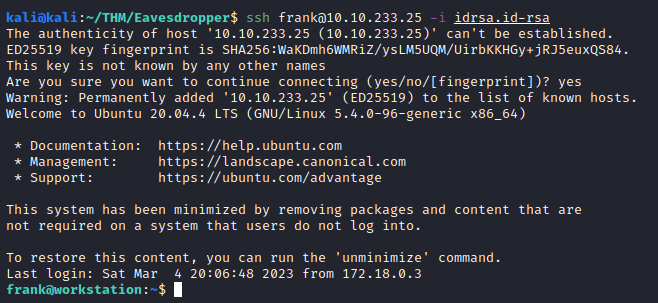 kali@kali:~/THM/Eavesdropper$ ssh frank@10.10.233.25 -i idrsa.id-rsa
The authenticity of host '10.10.233.25 (10.10.233.25)' can't be established.
ED25519 key fingerprint is SHA256:WaKDmh6WMRiZ/ysLM5UQM/UirbKKHGy+jRJ5euxQS84.
This key is not known by any other names
Are you sure you want to continue connecting (yes/no/[fingerprint])? yes
Warning: Permanently added '10.10.233.25' (ED25519) to the list of known hosts.
Welcome to Ubuntu 20.04.4 LTS (GNU/Linux 5.4.0-96-generic x86_64)
* Documentation: https://help.ubuntu.com
* Management: https://landscape.canonical.com
* Support: https://ubuntu.com/advantage
This system has been minimized by removing packages and content that are
not required on a system that users do not log into.
To restore this content, you can run the 'unminimize' command.
Last login: Sat Mar 4 20:06:48 2023 from 172.18.0.3
frank@workstation:~$